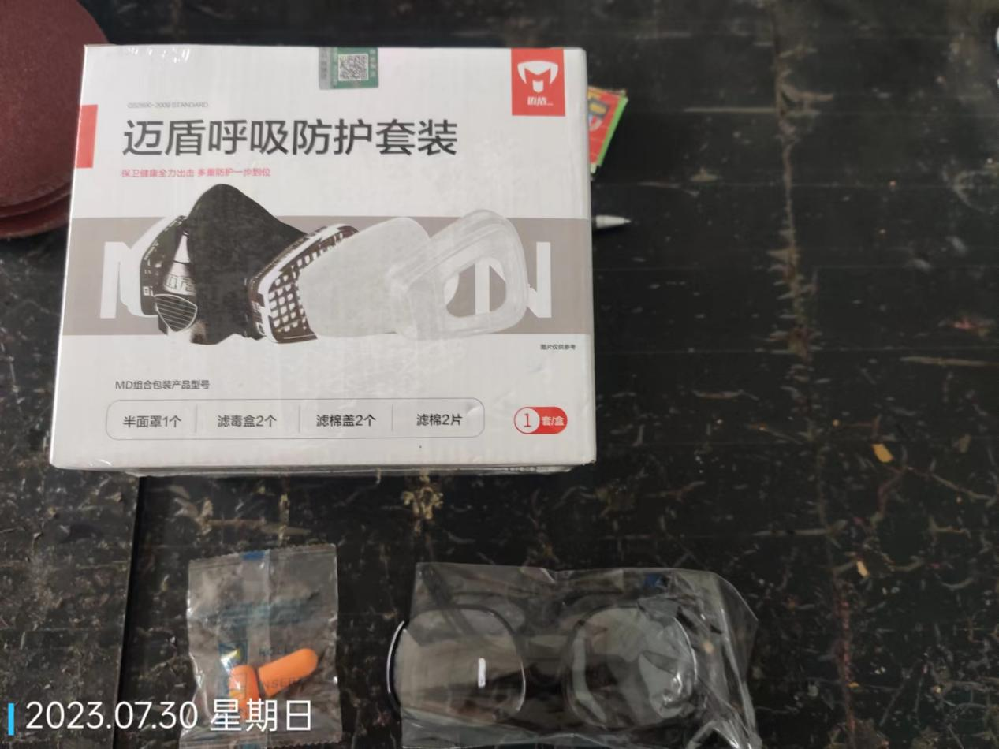 GB2890-2009 STANDARD
迈盾
迈盾呼吸防护套装
保卫健康全力出击 多重防护一步到位
图片仅供参考
MD组合包装产品型号
半面罩1个 滤毒盒2个 滤棉盖2个 滤棉2片
1套/盒
2023.07.30 星期日